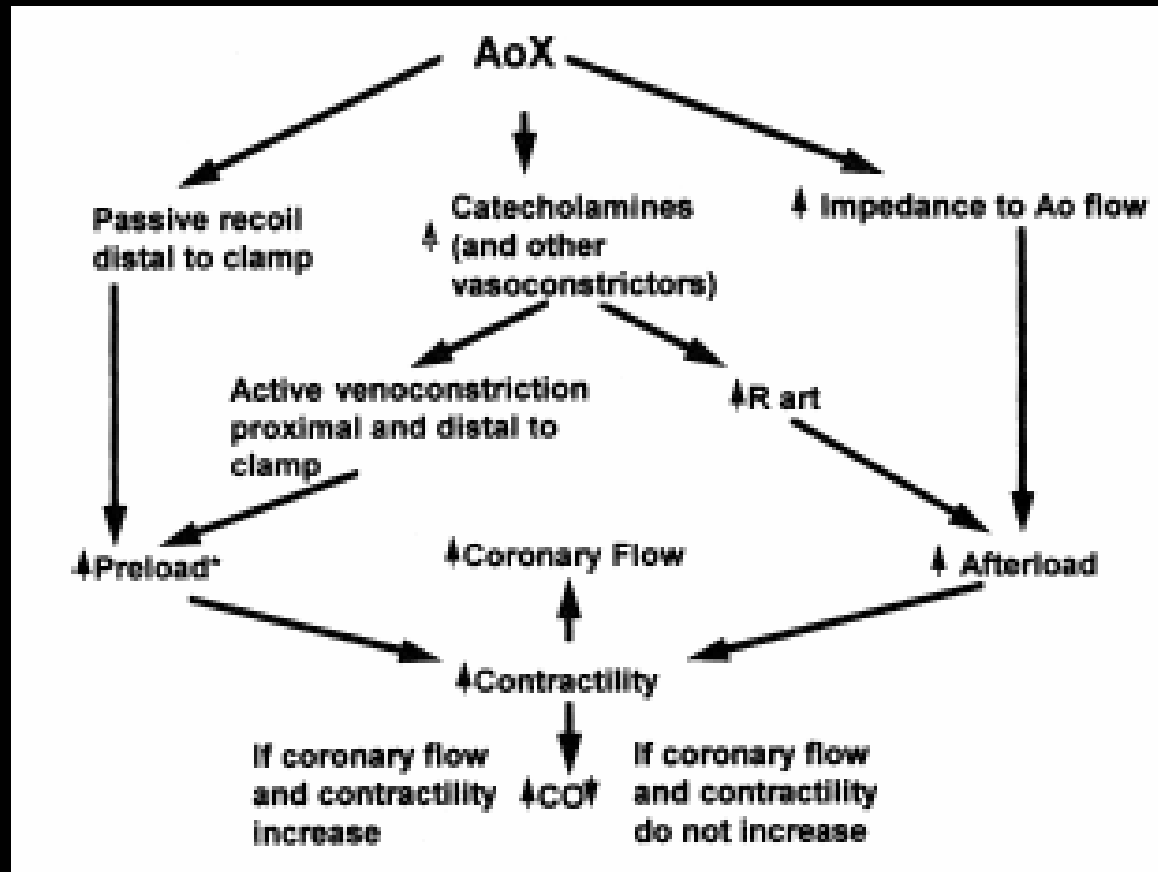 AoX
Passive recoil
distal to clamp
↑ Catecholamines
(and other
vasoconstrictors)
↑ Impedance to Ao flow
Active venoconstriction
proximal and distal to
clamp
↑R art
↑Preload*
↑Coronary Flow
↑ Afterload
↑Contractility
If coronary flow
and contractility
increase
↑CO
If coronary flow
and contractility
do not increase